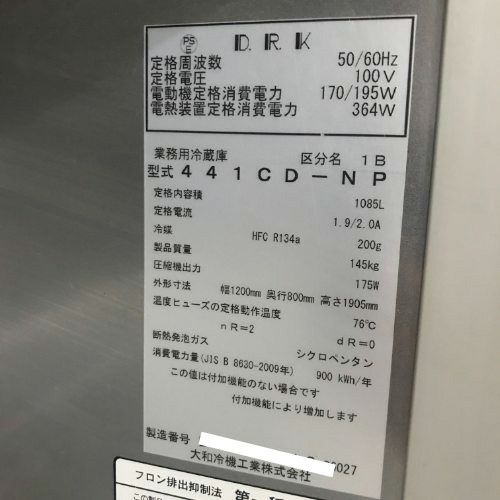 PS
E
D.R.K
定格周波数 50/60Hz
定格電圧 100V
電動機定格消費電力 170/195W
電熱装置定格消費電力 364W
業務用冷蔵庫 区分名 1B
型式 441CD-NP
定格内容積 1085L
定格電流 1.9/2.0A
冷媒 HFC R134a 200g
製品質量 145kg
圧縮機出力 175W
外形寸法 幅1200mm 奥行800mm 高さ1905mm
温度ヒューズの定格動作温度 76℃
nR=2 dR=0
断熱発泡ガス シクロペンタン
消費電力量(JIS B 8630-2009年) 900 kWh/年
この値は付加機能のない場合です
付加機能により増加します
製造番号 0027
大和冷機工業株式会社
フロン排出抑制法
この製品